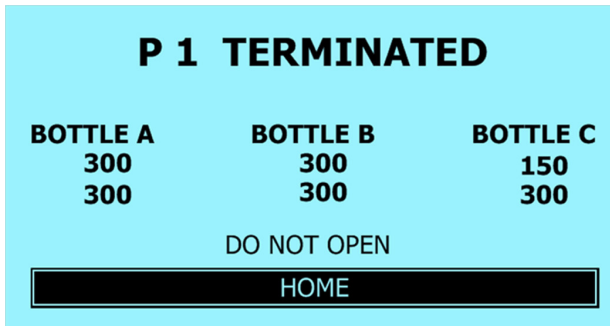 P 1 TERMINATED
BOTTLE A BOTTLE B BOTTLE C
300 300 150
300 300 300
DO NOT OPEN
HOME